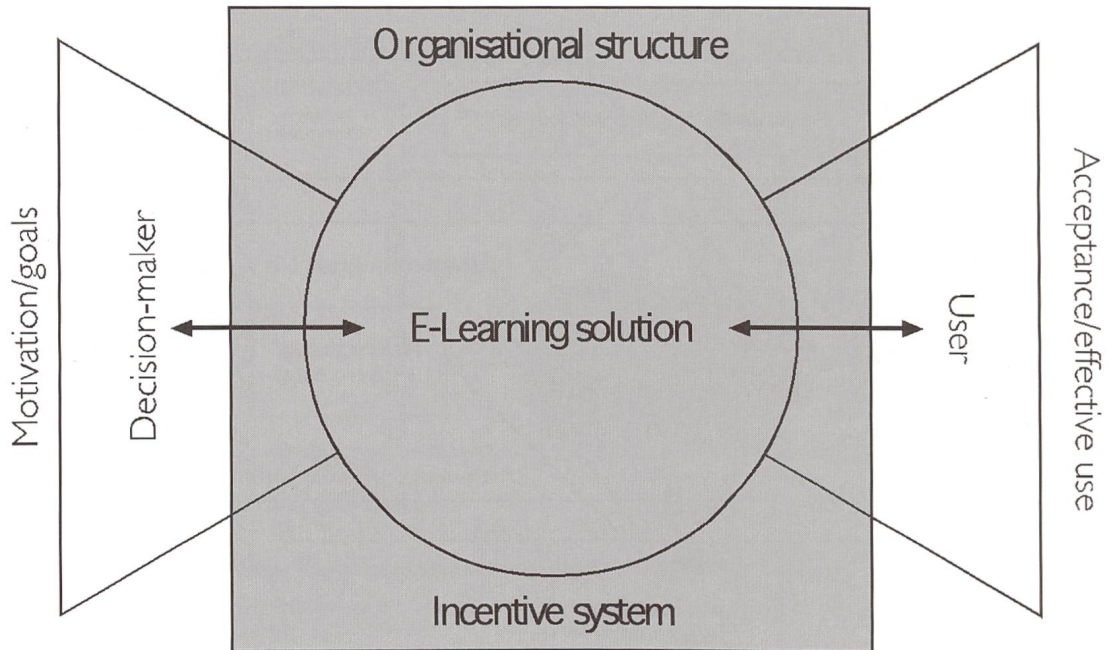 Organisational structure
Motivation/goals
Decision-maker
E-Learning solution
User
Acceptance/effective use
Incentive system